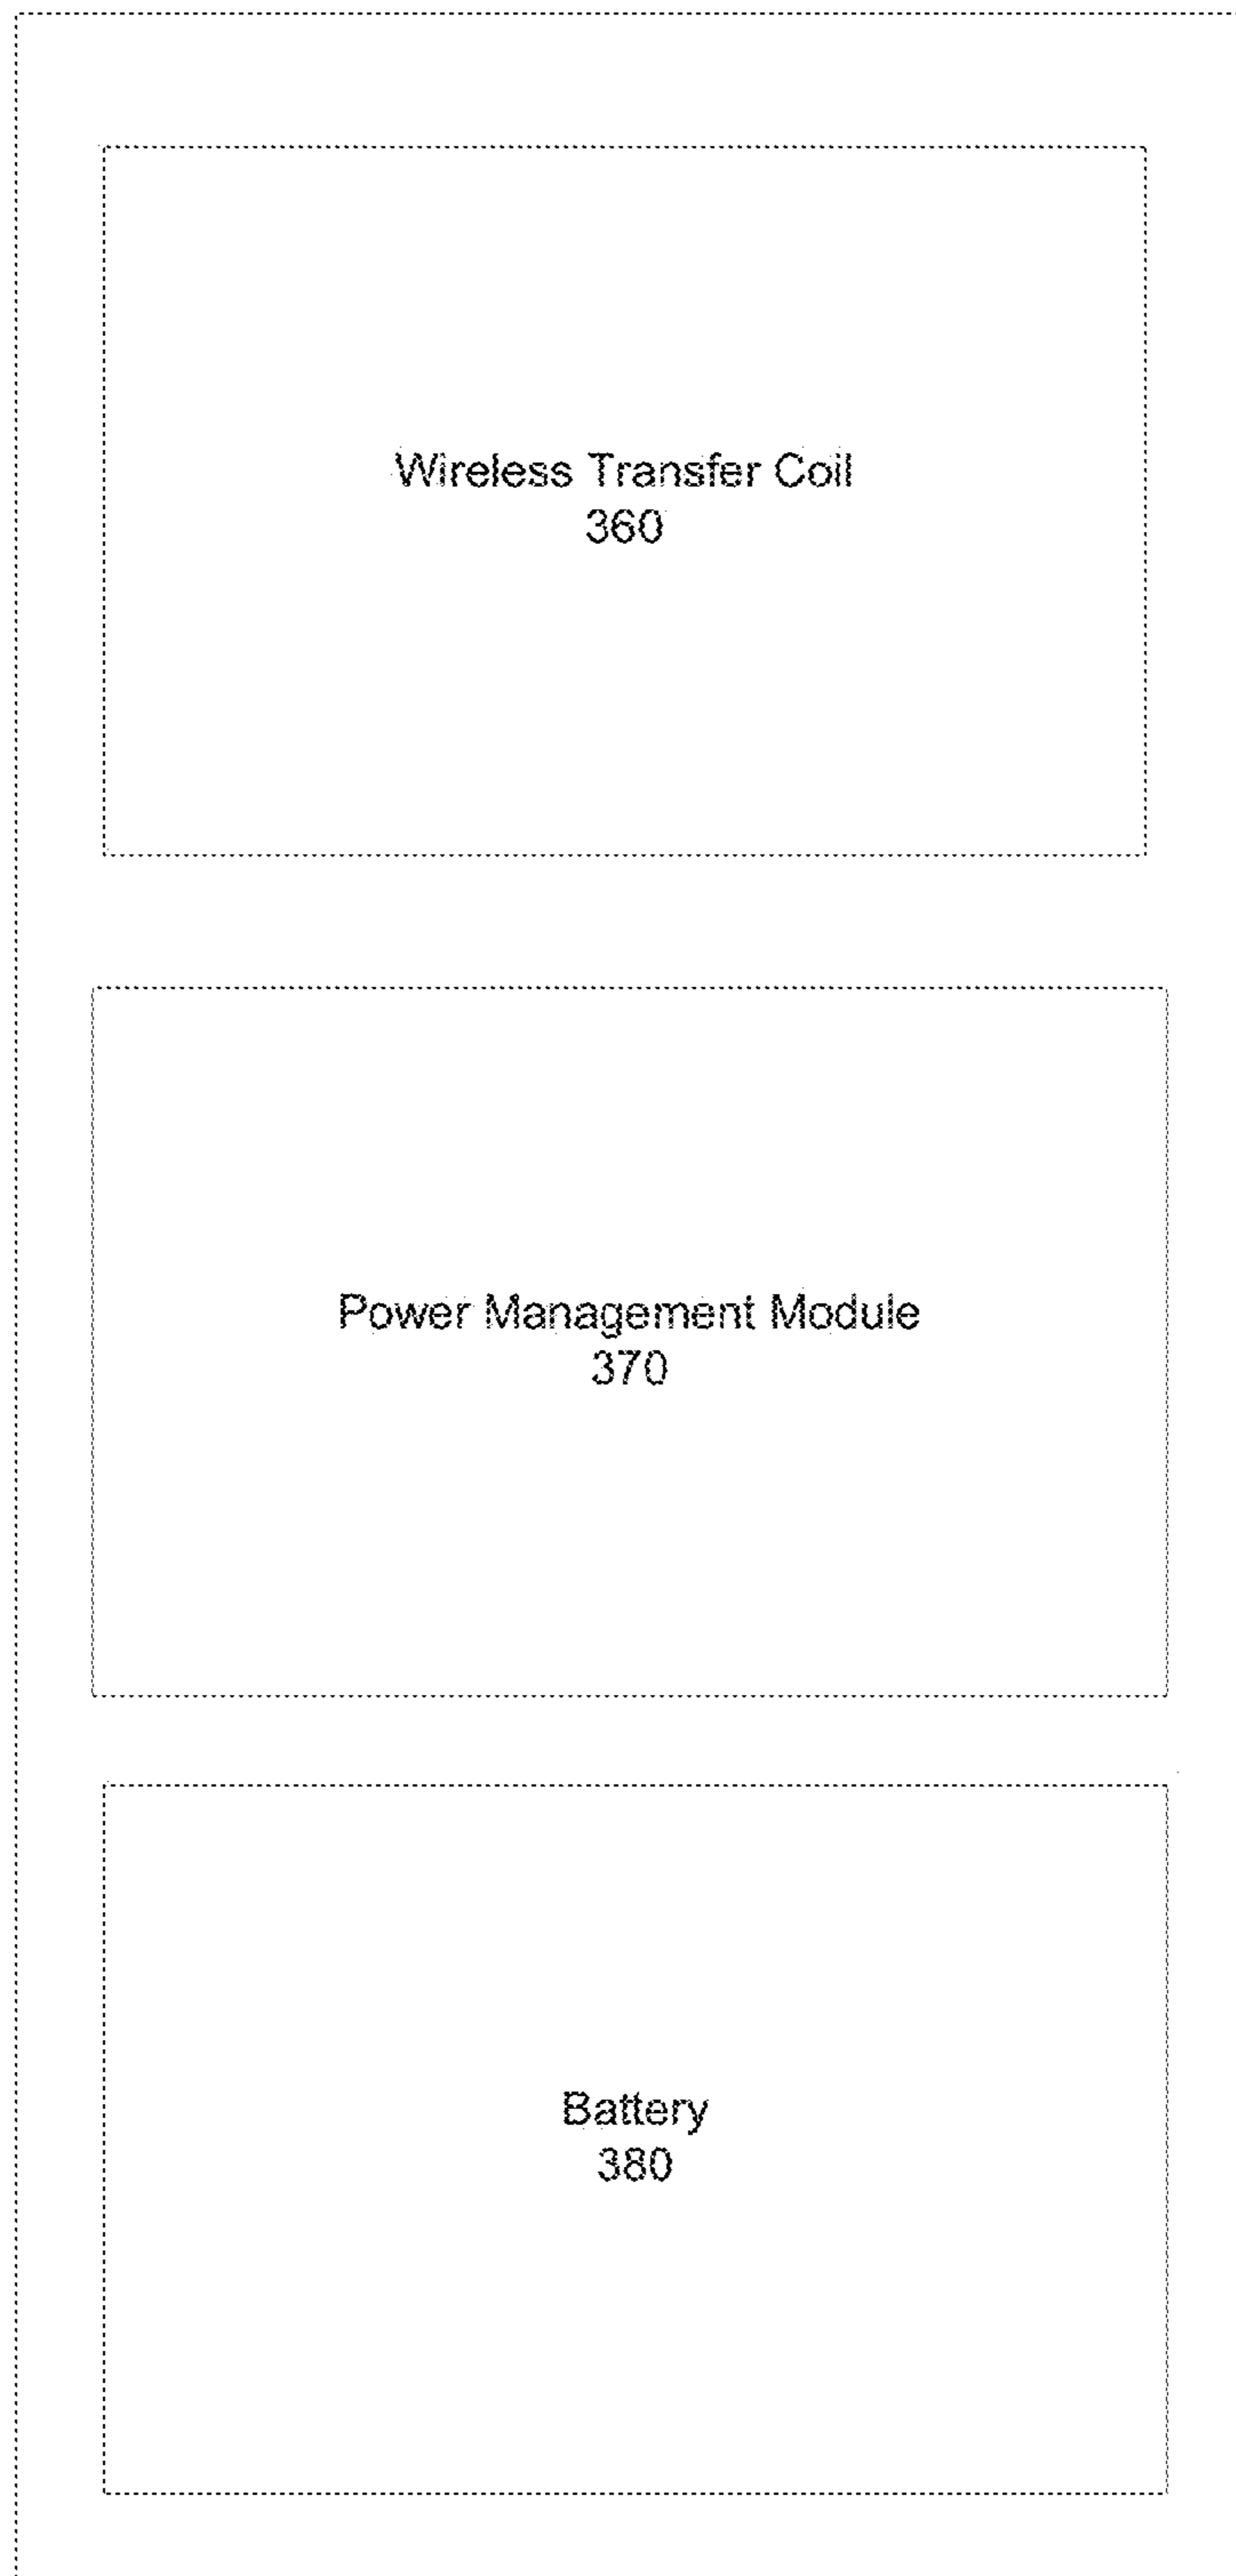 Wireless Transfer Coil
360
Power Management Module
370
Battery
380